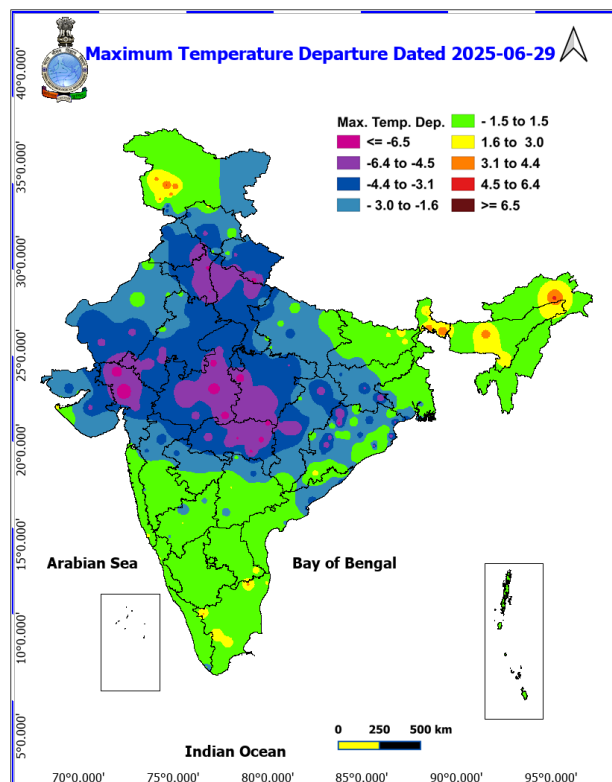 Maximum Temperature Departure Dated 2025-06-29
Max. Temp. Dep.
<= -6.5
-6.4 to -4.5
-4.4 to -3.1
- 3.0 to -1.6
- 1.5 to 1.5
1.6 to 3.0
3.1 to 4.4
4.5 to 6.4
>= 6.5
40°0.000'
35°0.000'
30°0.000'
25°0.000'
20°0.000'
15°0.000'
10°0.000'
5°0.000'
Arabian Sea
Bay of Bengal
Indian Ocean
0 250 500 km
70°0.000' 75°0.000' 80°0.000' 85°0.000' 90°0.000' 95°0.000'